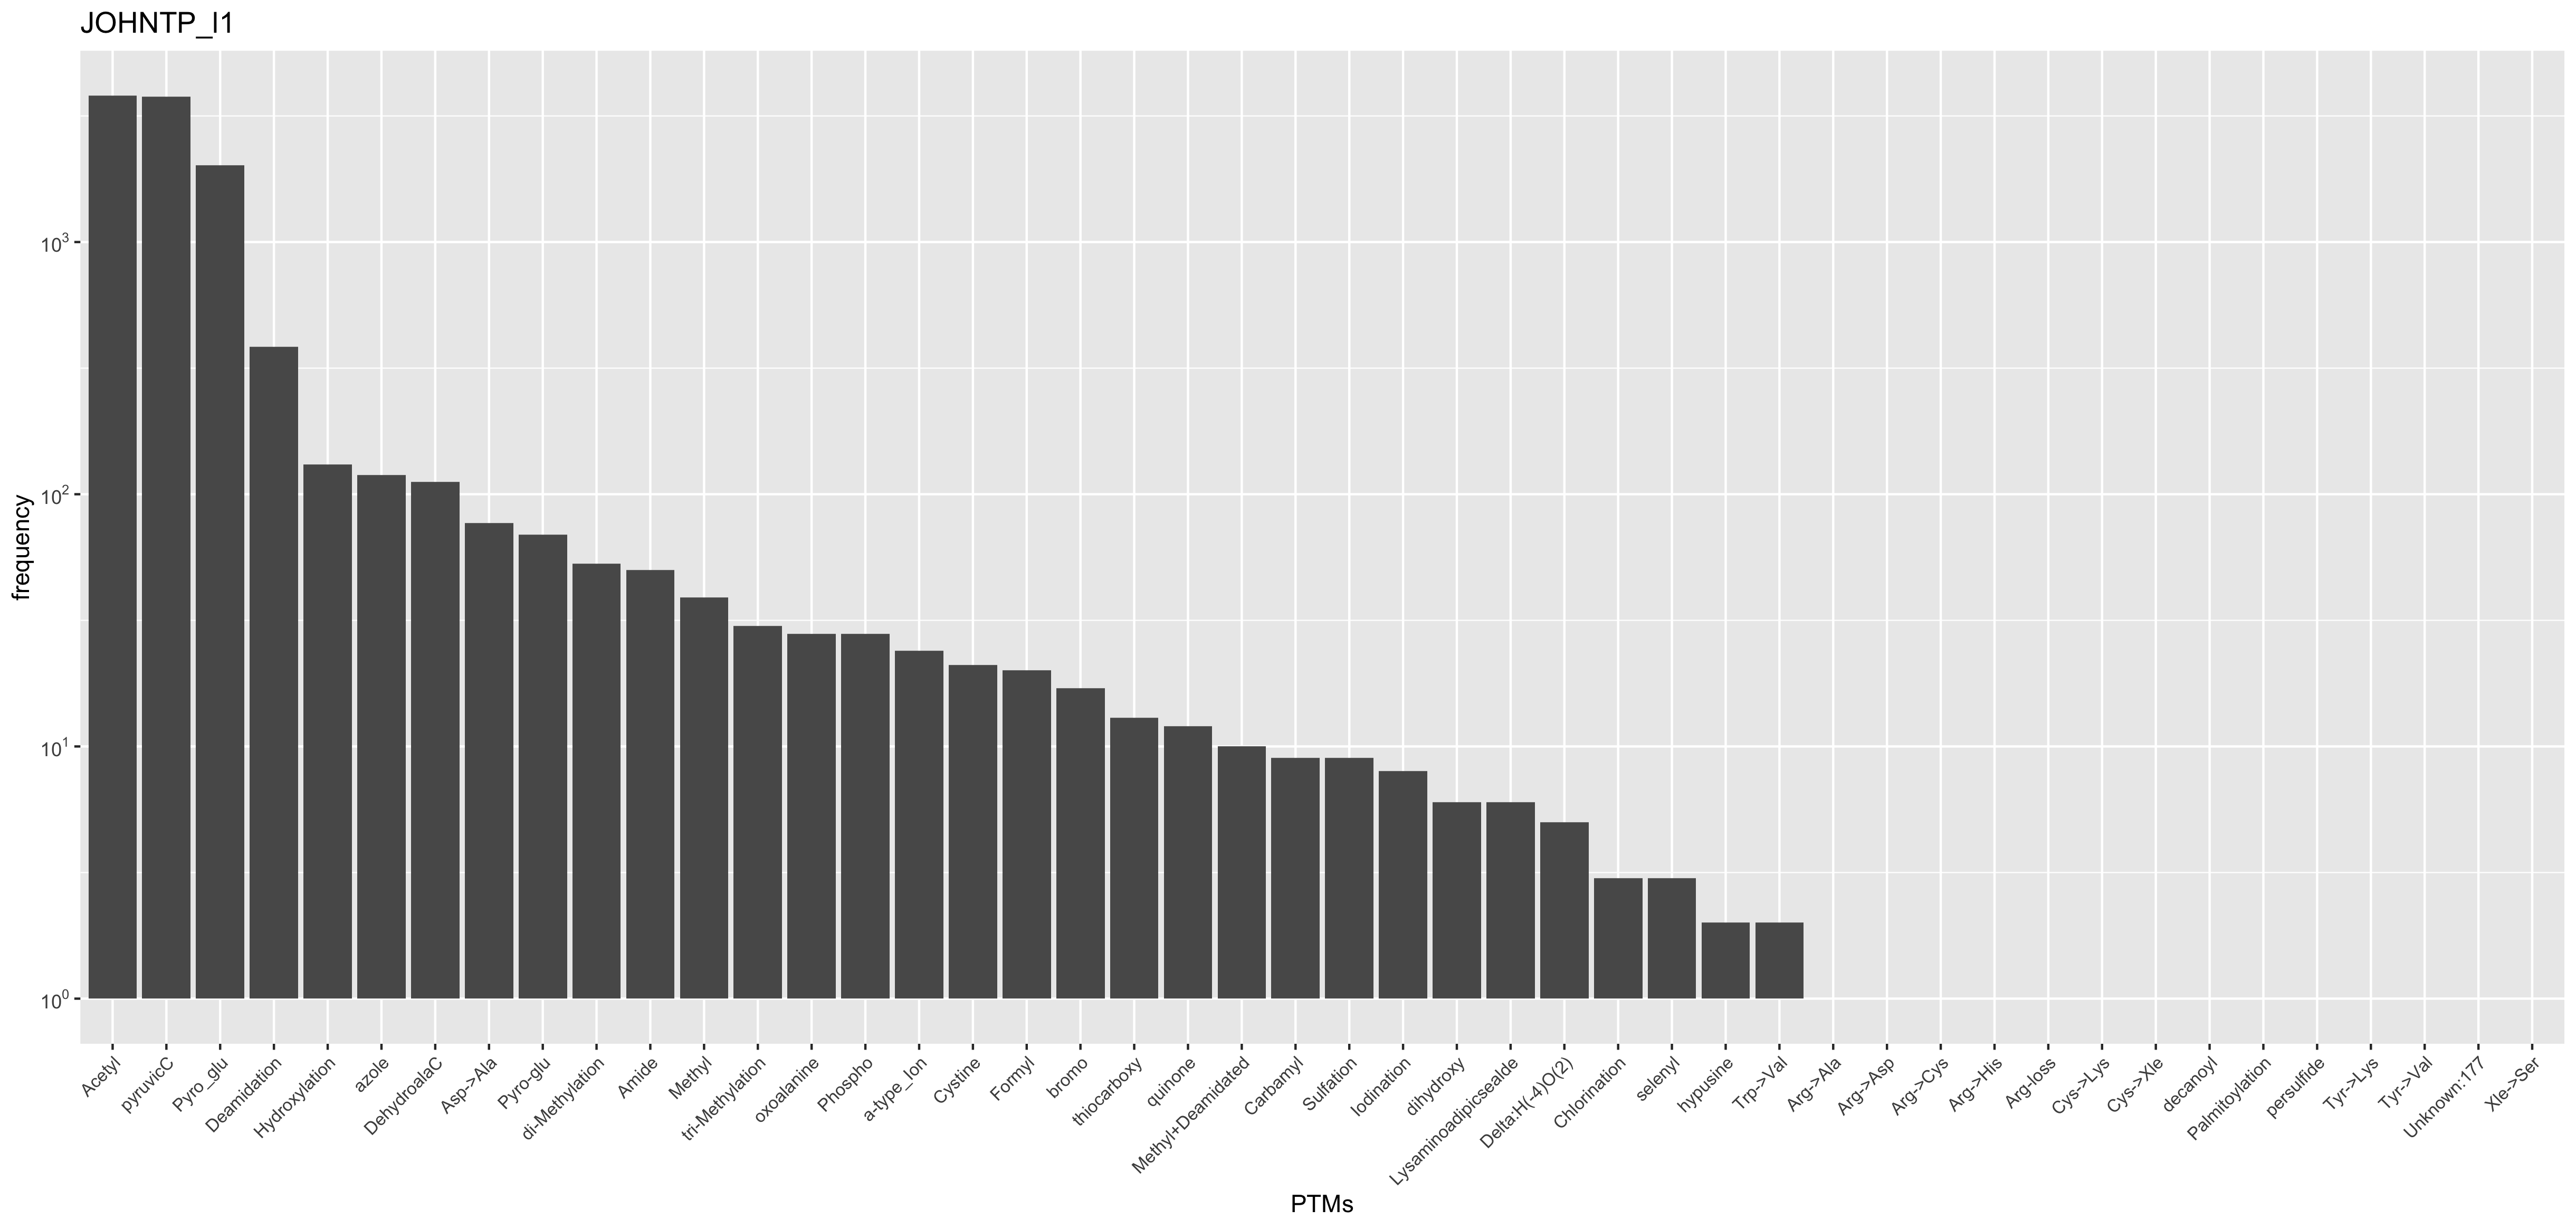 JOHNTP_I1
frequency
10³
10²
10¹
10⁰
Acetyl
pyruvicC
Pyro_glu
Deamidation
Hydroxylation
azole
DehydroalaC
Asp->Ala
Pyro-glu
di-Methylation
Amide
Methyl
tri-Methylation
oxoalanine
Phospho
a-type_Ion
Cystine
Formyl
bromo
thiocarboxy
quinone
Methyl+Deamidated
Carbamyl
Sulfation
Iodination
dihydroxy
Lysaminoadipicsealde
Delta:H(-4)O(2)
Chlorination
selenyl
hypusine
Trp->Val
Arg->Ala
Arg->Asp
Arg->Cys
Arg->His
Arg-loss
Cys->Lys
Cys->Xle
decanoyl
Palmitoylation
persulfide
Tyr->Lys
Tyr->Val
Unknown:177
Xle->Ser
PTMs